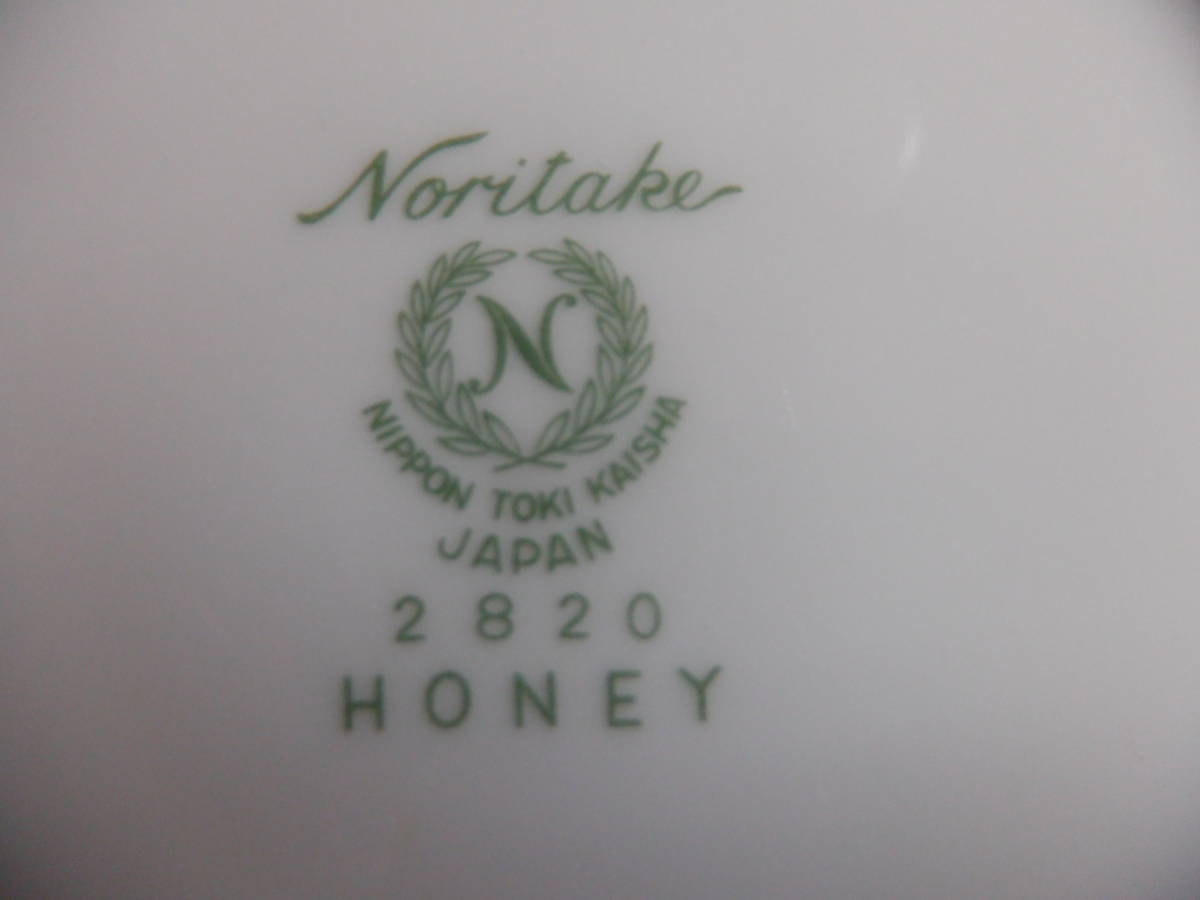 Noritake
N
NIPPON TOKI KAISHA
JAPAN
2820
HONEY